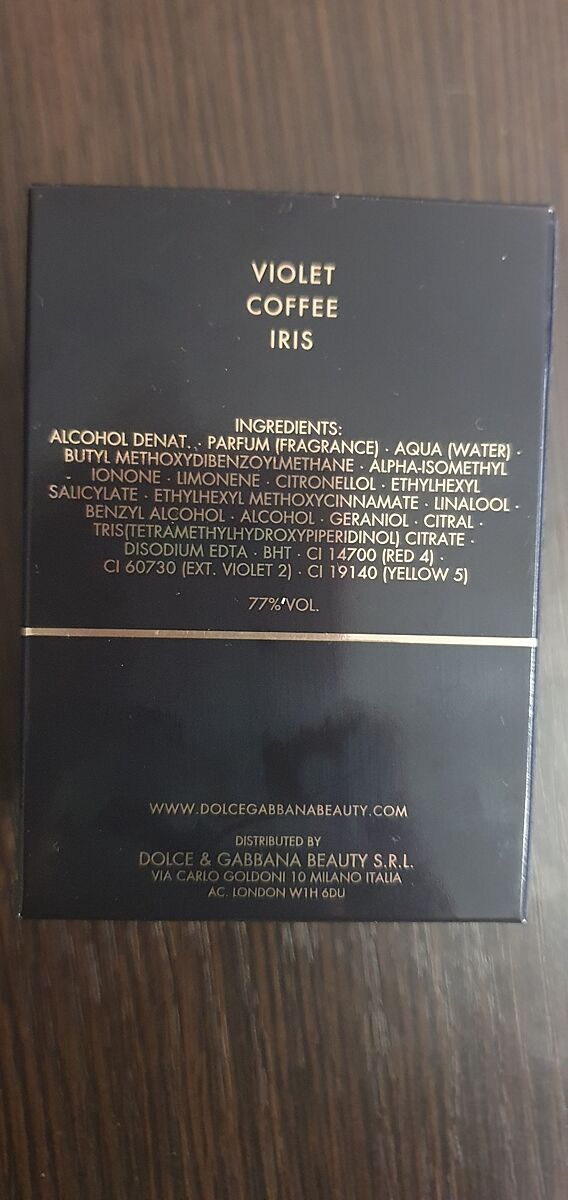 VIOLET
COFFEE
IRIS
INGREDIENTS:
ALCOHOL DENAT.. · PARFUM (FRAGRANCE) · AQUA (WATER) ·
BUTYL METHOXYDIBENZOYLMETHANE · ALPHA-ISOMETHYL
IONONE · LIMONENE · CITRONELLOL · ETHYLHEXYL
SALICYLATE · ETHYLHEXYL METHOXYCINNAMATE · LINALOOL ·
BENZYL ALCOHOL · ALCOHOL · GERANIOL · CITRAL ·
TRIS(TETRAMETHYLHYDROXYPIPERIDINOL) CITRATE ·
DISODIUM EDTA · BHT · CI 14700 (RED 4) ·
CI 60730 (EXT. VIOLET 2) · CI 19140 (YELLOW 5)
77% VOL.
WWW.DOLCEGABBANABEAUTY.COM
DISTRIBUTED BY
DOLCE & GABBANA BEAUTY S.R.L.
VIA CARLO GOLDONI 10 MILANO ITALIA
AC. LONDON W1H 6DU